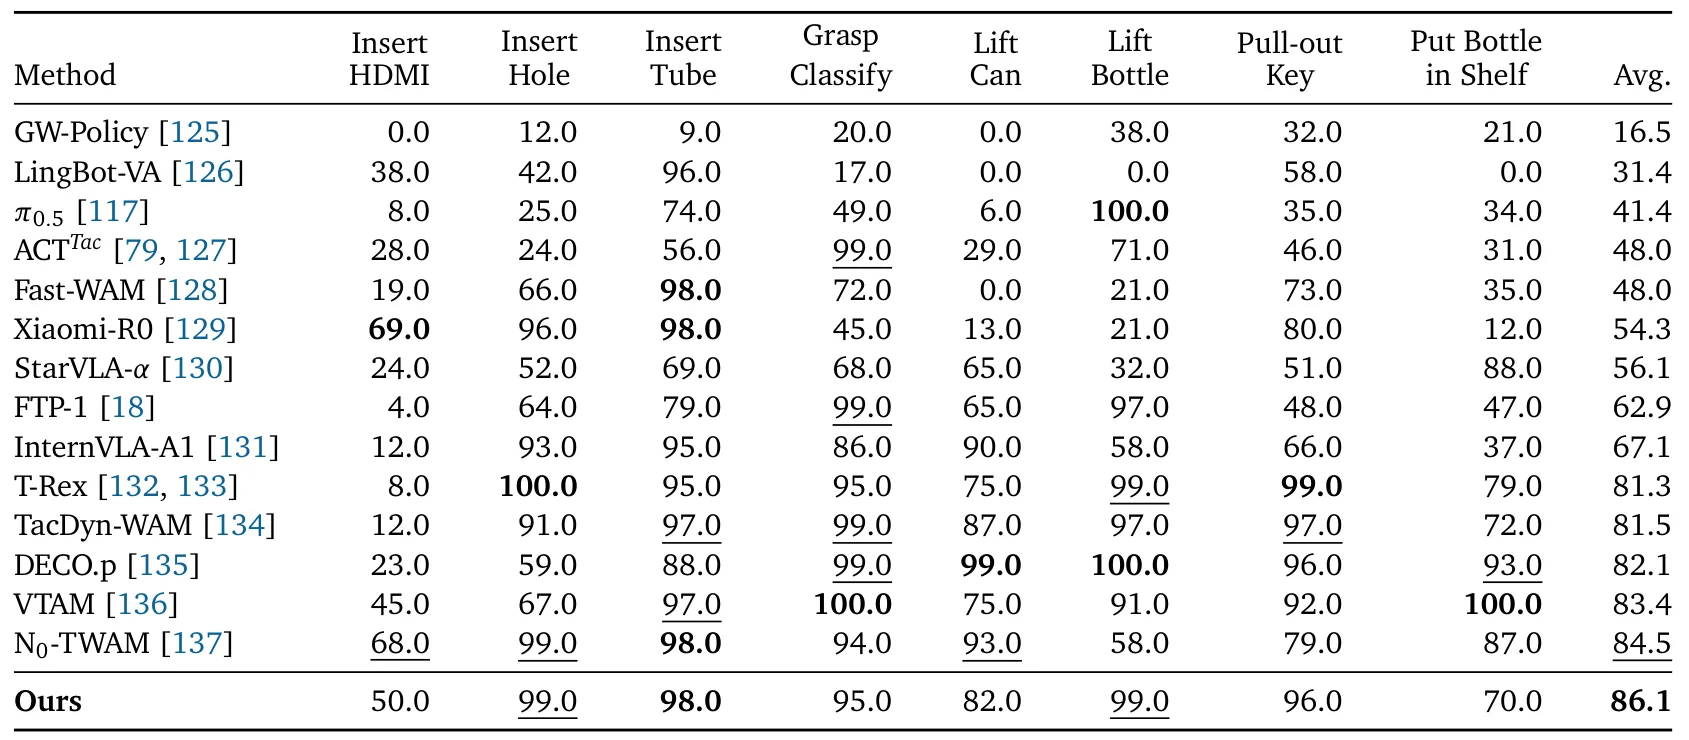 Method Insert HDMI Insert Hole Insert Tube Grasp Classify Lift Can Lift Bottle Pull-out Key Put Bottle in Shelf Avg.
GW-Policy [125] 0.0 12.0 9.0 20.0 0.0 38.0 32.0 21.0 16.5
LingBot-VA [126] 38.0 42.0 96.0 17.0 0.0 0.0 58.0 0.0 31.4
π0.5 [117] 8.0 25.0 74.0 49.0 6.0 100.0 35.0 34.0 41.4
ACTTac [79, 127] 28.0 24.0 56.0 99.0 29.0 71.0 46.0 31.0 48.0
Fast-WAM [128] 19.0 66.0 98.0 72.0 0.0 21.0 73.0 35.0 48.0
Xiaomi-R0 [129] 69.0 96.0 98.0 45.0 13.0 21.0 80.0 12.0 54.3
StarVLA-α [130] 24.0 52.0 69.0 68.0 65.0 32.0 51.0 88.0 56.1
FTP-1 [18] 4.0 64.0 79.0 99.0 65.0 97.0 48.0 47.0 62.9
InternVLA-A1 [131] 12.0 93.0 95.0 86.0 90.0 58.0 66.0 37.0 67.1
T-Rex [132, 133] 8.0 100.0 95.0 95.0 75.0 99.0 99.0 79.0 81.3
TacDyn-WAM [134] 12.0 91.0 97.0 99.0 87.0 97.0 97.0 72.0 81.5
DECO.p [135] 23.0 59.0 88.0 99.0 99.0 100.0 96.0 93.0 82.1
VTAM [136] 45.0 67.0 97.0 100.0 75.0 91.0 92.0 100.0 83.4
N0-TWAM [137] 68.0 99.0 98.0 94.0 93.0 58.0 79.0 87.0 84.5
Ours 50.0 99.0 98.0 95.0 82.0 99.0 96.0 70.0 86.1